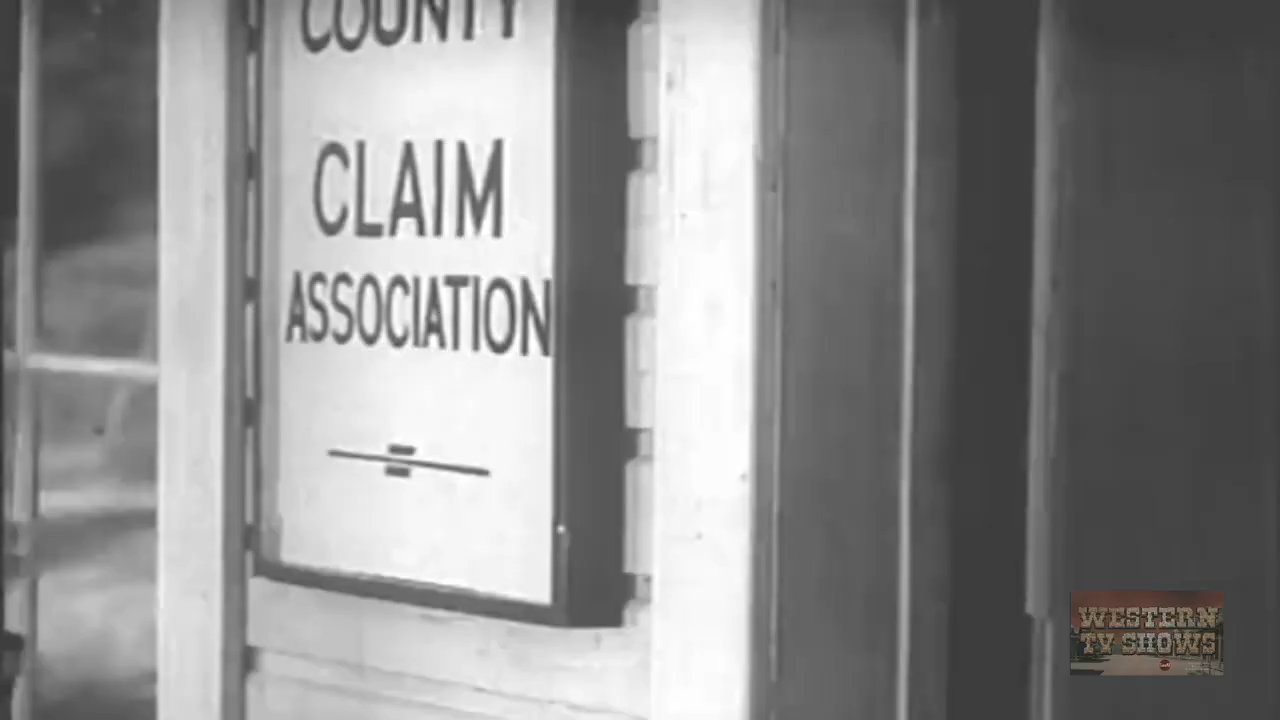 COUNTY
CLAIM
ASSOCIATION
WESTERN
TV SHOWS